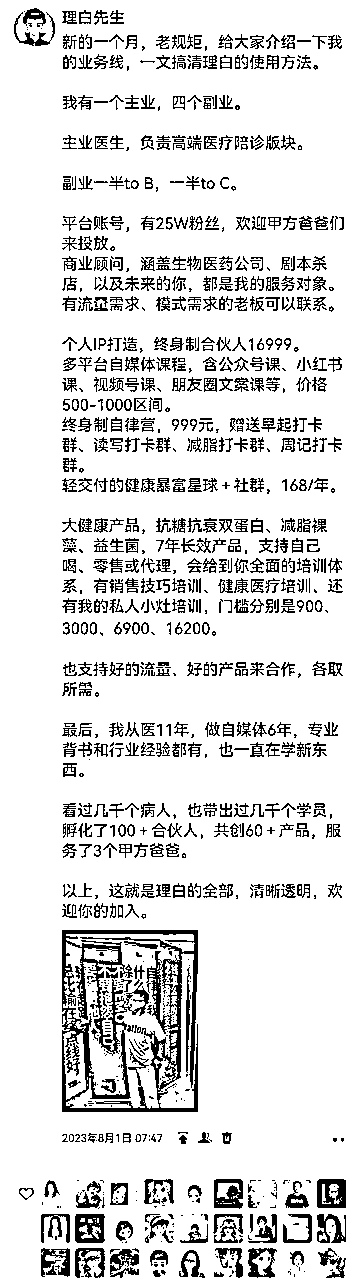 理白先生
新的一个月，老规矩，给大家介绍一下我
的业务线，一文搞清理白的使用方法。
我有一个主业，四个副业。
主业医生，负责高端医疗陪诊版块。
副业一半to B，一半to C。
平台账号，有25W粉丝，欢迎甲方爸爸们
来投放。
商业顾问，涵盖生物医药公司、剧本杀
店，以及未来的你，都是我的服务对象。
有流量需求、模式需求的老板可以联系。
个人IP打造，终身制合伙人16999。
多平台自媒体课程，含公众号课、小红书
课、视频号课、朋友圈文案课等，价格
500-1000区间。
终身制自律营，999元，赠送早起打卡
群、读写打卡群、减脂打卡群、周记打卡
群。
轻交付的健康暴富星球＋社群，168/年。
大健康产品，抗糖抗衰双蛋白、减脂裸
藻、益生菌，7年长效产品，支持自己
喝、零售或代理，会给到你全面的培训体
系，有销售技巧培训、健康医疗培训、还
有我的私人小灶培训，门槛分别是900、
3000、6900、16200。
也支持好的流量、好的产品来合作，各取
所需。
最后，我从医11年，做自媒体6年，专业
背书和行业经验都有，也一直在学新东
西。
看过几千个病人，也带出过几千个学员，
孵化了100＋合伙人，共创60＋产品，服
务了3个甲方爸爸。
以上，这就是理白的全部，清晰透明，欢
迎你的加入。
2023年8月1日 07:47